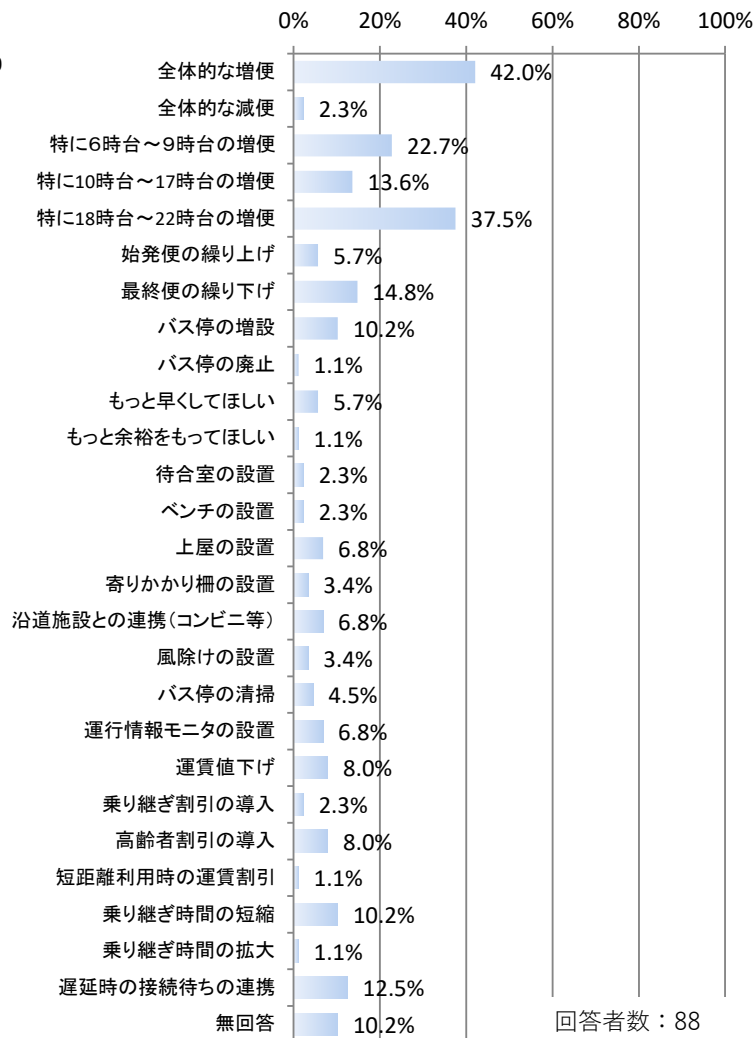 0% 20% 40% 60% 80% 100%
全体的な増便 42.0%
全体的な減便 2.3%
特に6時台～9時台の増便 22.7%
特に10時台～17時台の増便 13.6%
特に18時台～22時台の増便 37.5%
始発便の繰り上げ 5.7%
最終便の繰り下げ 14.8%
バス停の増設 10.2%
バス停の廃止 1.1%
もっと早くしてほしい 5.7%
もっと余裕をもってほしい 1.1%
待合室の設置 2.3%
ベンチの設置 2.3%
上屋の設置 6.8%
寄りかかり柵の設置 3.4%
沿道施設との連携（コンビニ等） 6.8%
風除けの設置 3.4%
バス停の清掃 4.5%
運行情報モニタの設置 6.8%
運賃値下げ 8.0%
乗り継ぎ割引の導入 2.3%
高齢者割引の導入 8.0%
短距離利用時の運賃割引 1.1%
乗り継ぎ時間の短縮 10.2%
乗り継ぎ時間の拡大 1.1%
遅延時の接続待ちの連携 12.5%
無回答 10.2%
回答者数：88